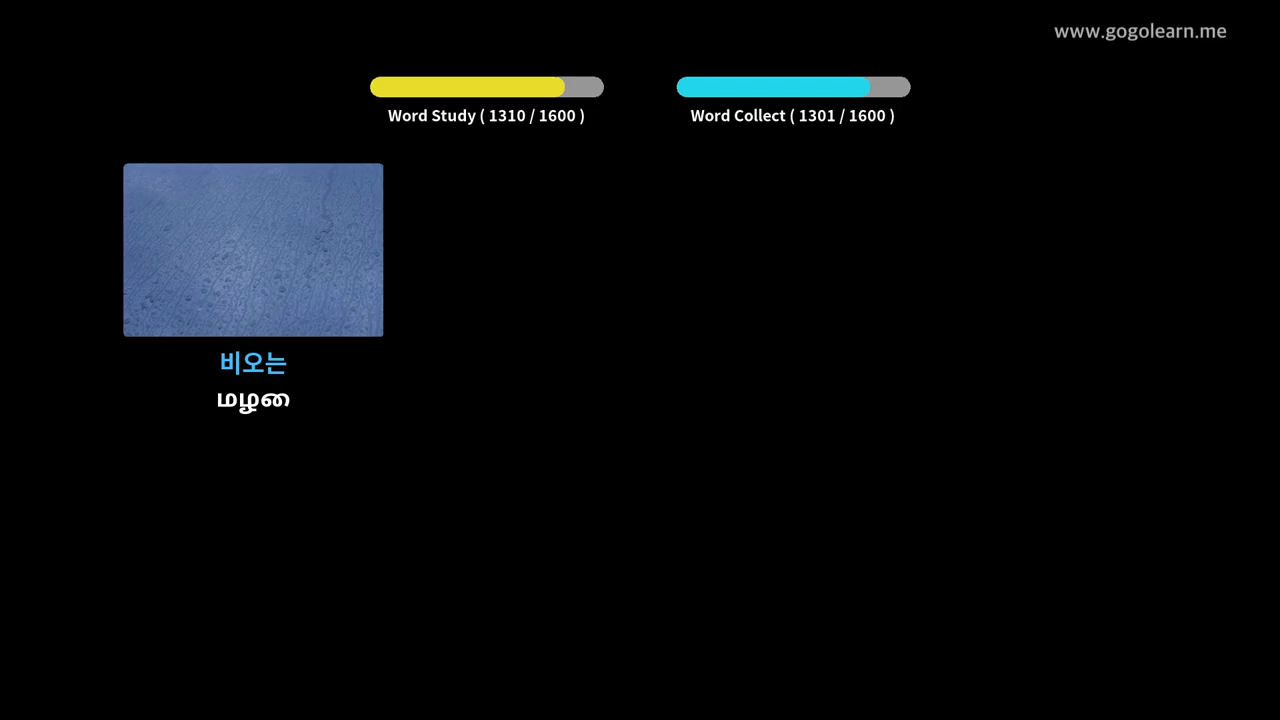 www.gogolearn.me
Word Study ( 1310 / 1600 )
Word Collect ( 1301 / 1600 )
비오는
மழை